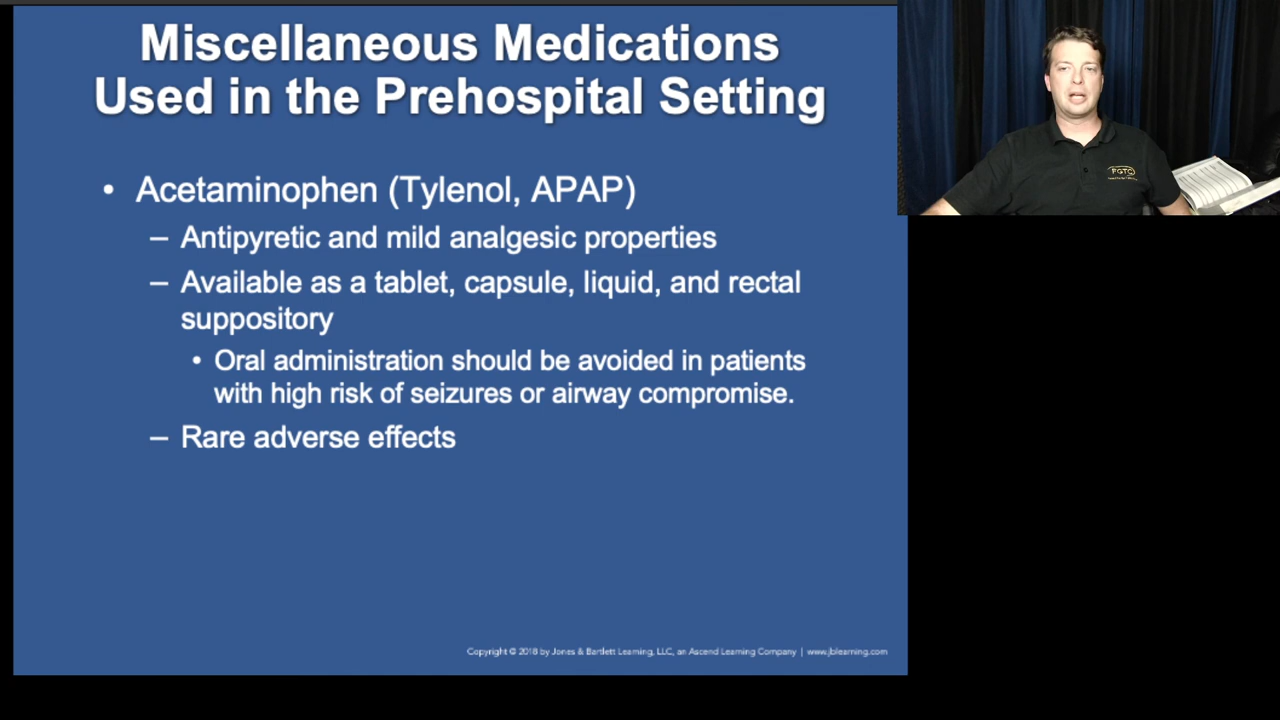 Miscellaneous Medications
Used in the Prehospital Setting
• Acetaminophen (Tylenol, APAP)
– Antipyretic and mild analgesic properties
– Available as a tablet, capsule, liquid, and rectal
suppository
• Oral administration should be avoided in patients
with high risk of seizures or airway compromise.
– Rare adverse effects
Copyright © 2018 by Jones & Bartlett Learning, LLC, an Ascend Learning Company | www.jblearning.com